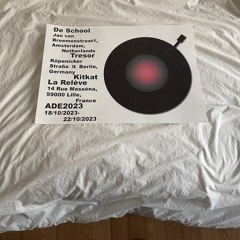 De School
Jan van
Breemenstraat1,
Amsterdam,
Netherlands
Tresor
Köpenicker
Straße Berlin,
Germany
Kitkat
La Relève
14 Rue Masséna,
59000 Lille,
France
ADE2023
18/10/2023-
22/10/2023